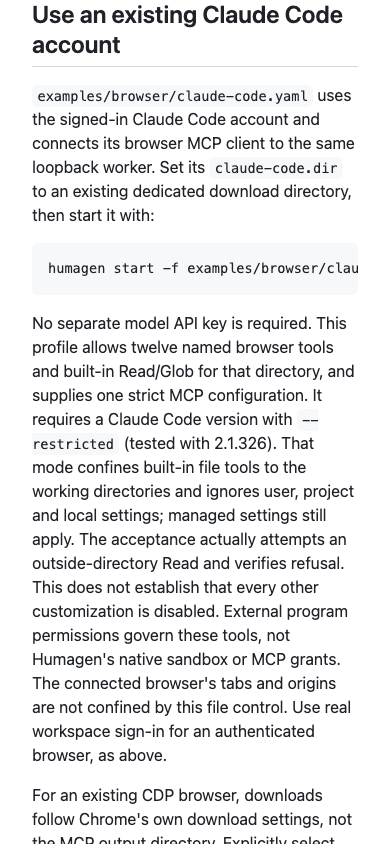 Use an existing Claude Code
account
examples/browser/claude-code.yaml uses
the signed-in Claude Code account and
connects its browser MCP client to the same
loopback worker. Set its claude-code.dir
to an existing dedicated download directory,
then start it with:
humagen start -f examples/browser/clau
No separate model API key is required. This
profile allows twelve named browser tools
and built-in Read/Glob for that directory, and
supplies one strict MCP configuration. It
requires a Claude Code version with --
restricted (tested with 2.1.326). That
mode confines built-in file tools to the
working directories and ignores user, project
and local settings; managed settings still
apply. The acceptance actually attempts an
outside-directory Read and verifies refusal.
This does not establish that every other
customization is disabled. External program
permissions govern these tools, not
Humagen's native sandbox or MCP grants.
The connected browser's tabs and origins
are not confined by this file control. Use real
workspace sign-in for an authenticated
browser, as above.
For an existing CDP browser, downloads
follow Chrome's own download settings, not
the MCP output directory. Explicitly select